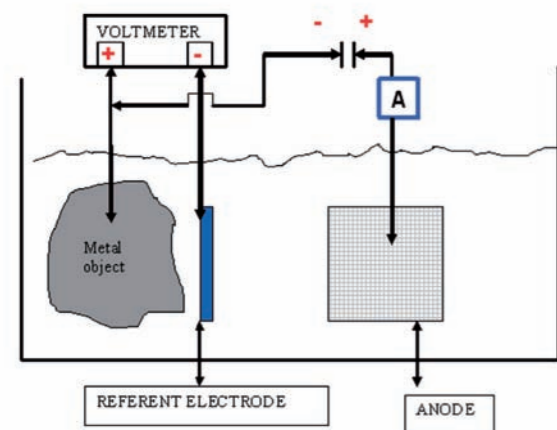 VOLTMETER
+ -
- +
A
Metal
object
REFERENT ELECTRODE
ANODE